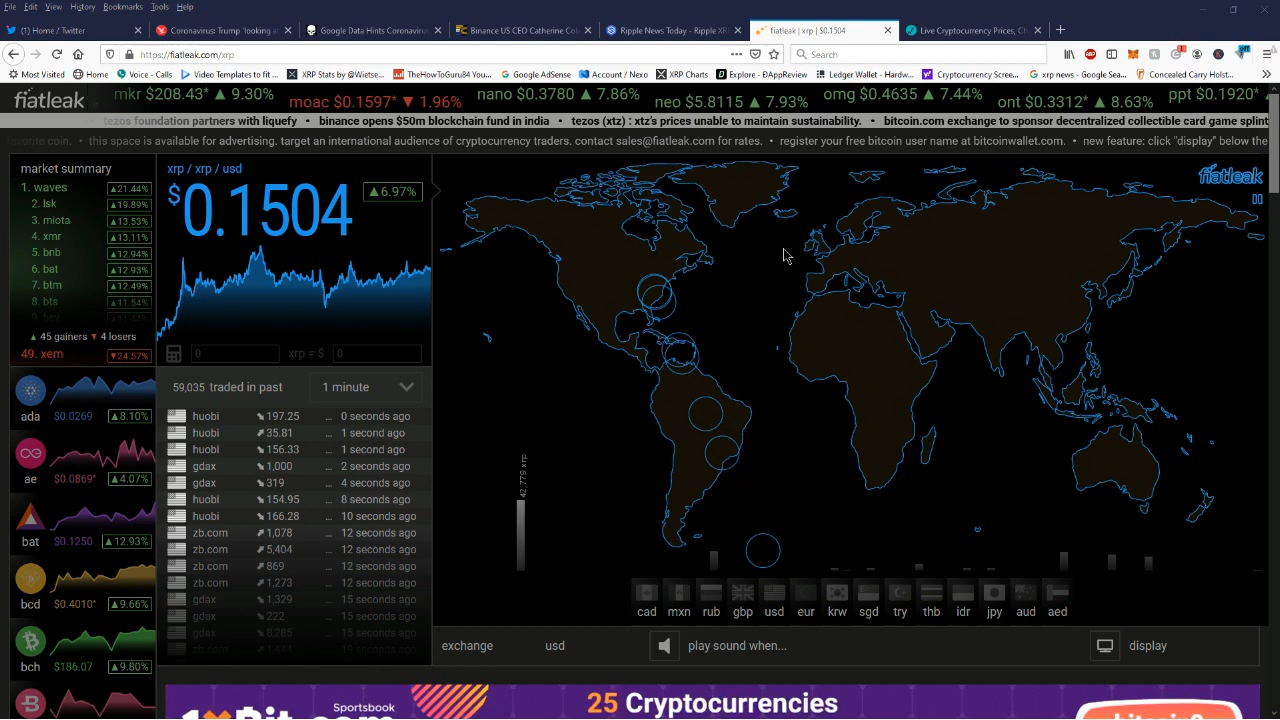 File Edit View History Bookmarks Tools Help
(1) Home / Twitter
Coronavirus: Trump 'looking at
Google Data Hints Coronavirus
Binance US CEO Catherine Col
Ripple News Today - Ripple XR
fiatleak | xrp | $0.1504
Live Cryptocurrency Prices, Ch
https://fiatleak.com/xrp
Search
Most Visited Home Voice - Calls Video Templates to fit ... XRP Stats by @Wietse... TheHowToGuru84 You... Google AdSense Account / Nexo XRP Charts Explore - ÐAppReview Ledger Wallet - Hardw... Cryptocurrency Scree... xrp news - Google Sea... Concealed Carry Holst...
fiatleak
mkr $208.43* ▲ 9.30% moac $0.1597* ▼ 1.96% nano $0.3780 ▲ 7.86% neo $5.8115 ▲ 7.93% omg $0.4635 ▲ 7.44% ont $0.3312* ▲ 8.63% ppt $0.1920*
tezos foundation partners with liquefy • binance opens $50m blockchain fund in india • tezos (xtz) : xtz's prices unable to maintain sustainability. • bitcoin.com exchange to sponsor decentralized collectible card game splint
favorite coin. • this space is available for advertising. target an international audience of cryptocurrency traders. contact sales@fiatleak.com for rates. • register your free bitcoin user name at bitcoinwallet.com. • new feature: click "display" below the
market summary
1. waves ▲21.44%
2. lsk ▲19.89%
3. miota ▲13.53%
4. xmr ▲13.11%
5. bnb ▲12.94%
6. bat ▲12.93%
7. btm ▲12.49%
8. bts ▲11.54%
▲ 45 gainers ▼ 4 losers
49. xem ▼24.57%
ada $0.0269 ▲8.10%
ae $0.0869* ▲4.07%
bat $0.1250 ▲12.93%
bcd $0.4010* ▲9.66%
bch $186.07 ▲9.80%
xrp / xrp / usd
$0.1504 ▲6.97%
0 xrp = $ 0
59,035 traded in past 1 minute
huobi 197.25 ... 0 seconds ago
huobi 35.81 ... 1 second ago
huobi 156.33 ... 1 second ago
gdax 1,000 ... 2 seconds ago
gdax 319 ... 4 seconds ago
huobi 154.95 ... 8 seconds ago
huobi 166.28 ... 10 seconds ago
zb.com 1,078 ... 12 seconds ago
zb.com 5,404 ... 12 seconds ago
zb.com 869 ... 12 seconds ago
zb.com 1,273 ... 12 seconds ago
gdax 1,329 ... 15 seconds ago
gdax 222 ... 15 seconds ago
gdax 8,285 ... 15 seconds ago
fiatleak
42,779 xrp
cad mxn rub gbp usd eur krw sgd try thb idr jpy aud aed
exchange usd play sound when... display
Sportsbook
25 Cryptocurrencies